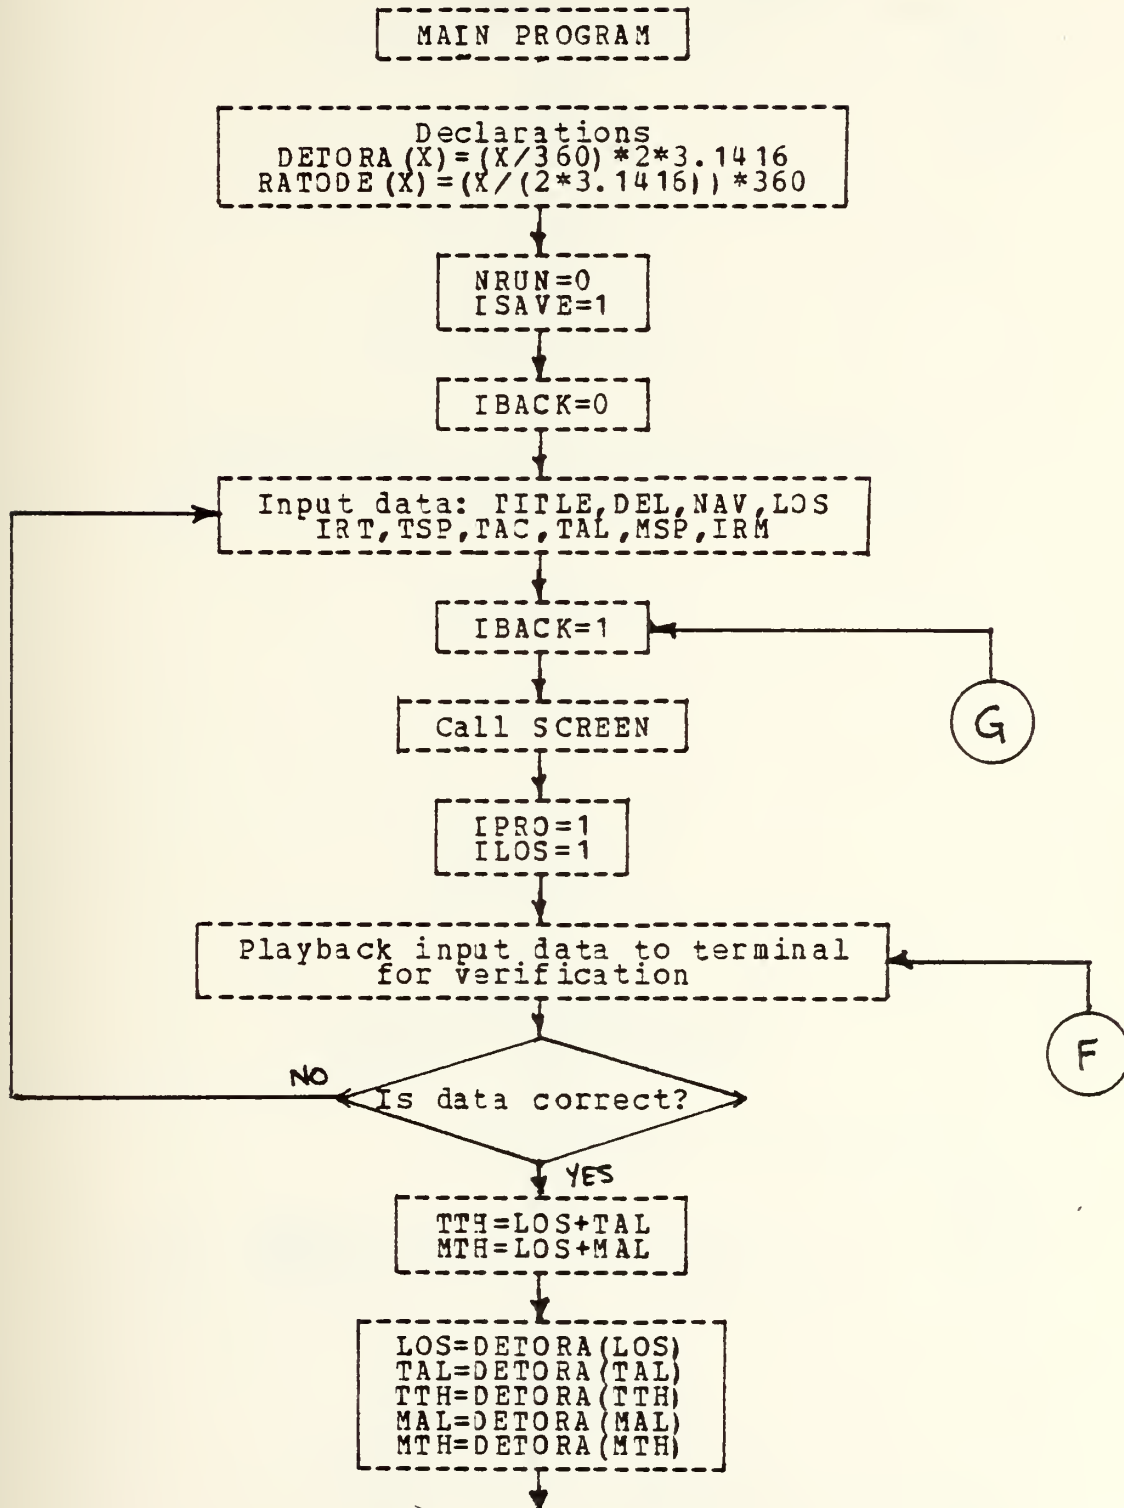 MAIN PROGRAM
Declarations
DETORA(X)=(X/360)*2*3.1416
RATODE(X)=(X/(2*3.1416))*360
NRUN=0
ISAVE=1
IBACK=0
Input data: TITLE,DEL,NAV,LOS
IRT,TSP,TAC,TAL,MSP,IRM
IBACK=1
G
Call SCREEN
IPRO=1
ILOS=1
Playback input data to terminal
for verification
F
NO
Is data correct?
YES
TTH=LOS+TAL
MTH=LOS+MAL
LOS=DETORA(LOS)
TAL=DETORA(TAL)
TTH=DETORA(TTH)
MAL=DETORA(MAL)
MTH=DETORA(MTH)